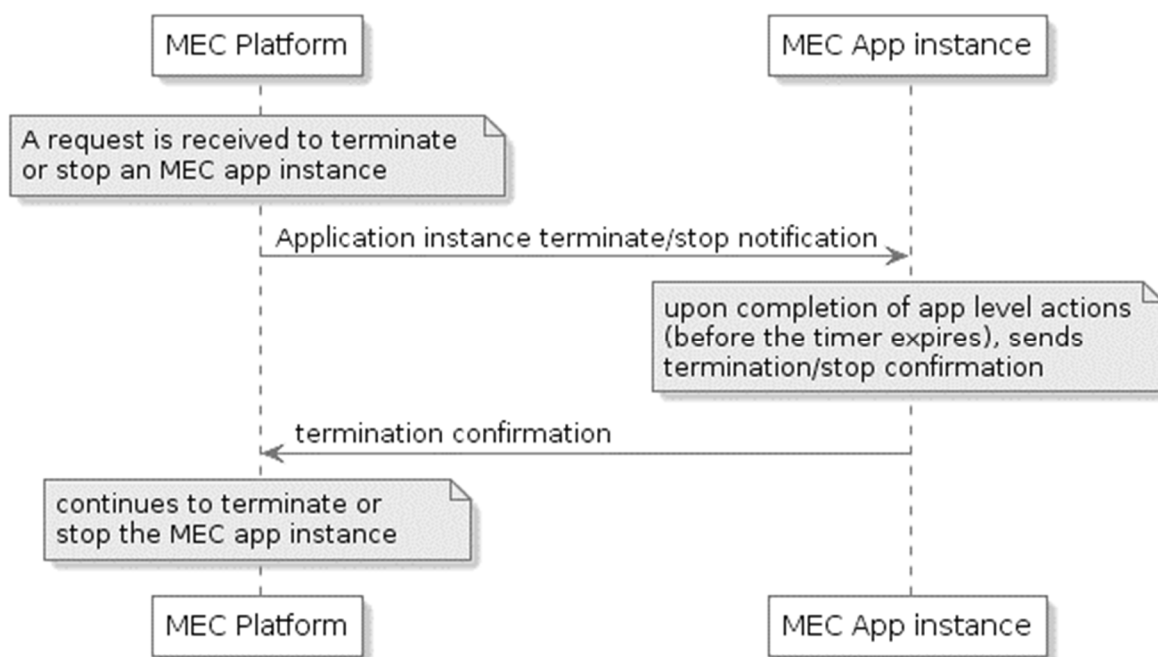 MEC Platform
MEC App instance
A request is received to terminate
or stop an MEC app instance
Application instance terminate/stop notification
upon completion of app level actions
(before the timer expires), sends
termination/stop confirmation
termination confirmation
continues to terminate or
stop the MEC app instance
MEC Platform
MEC App instance